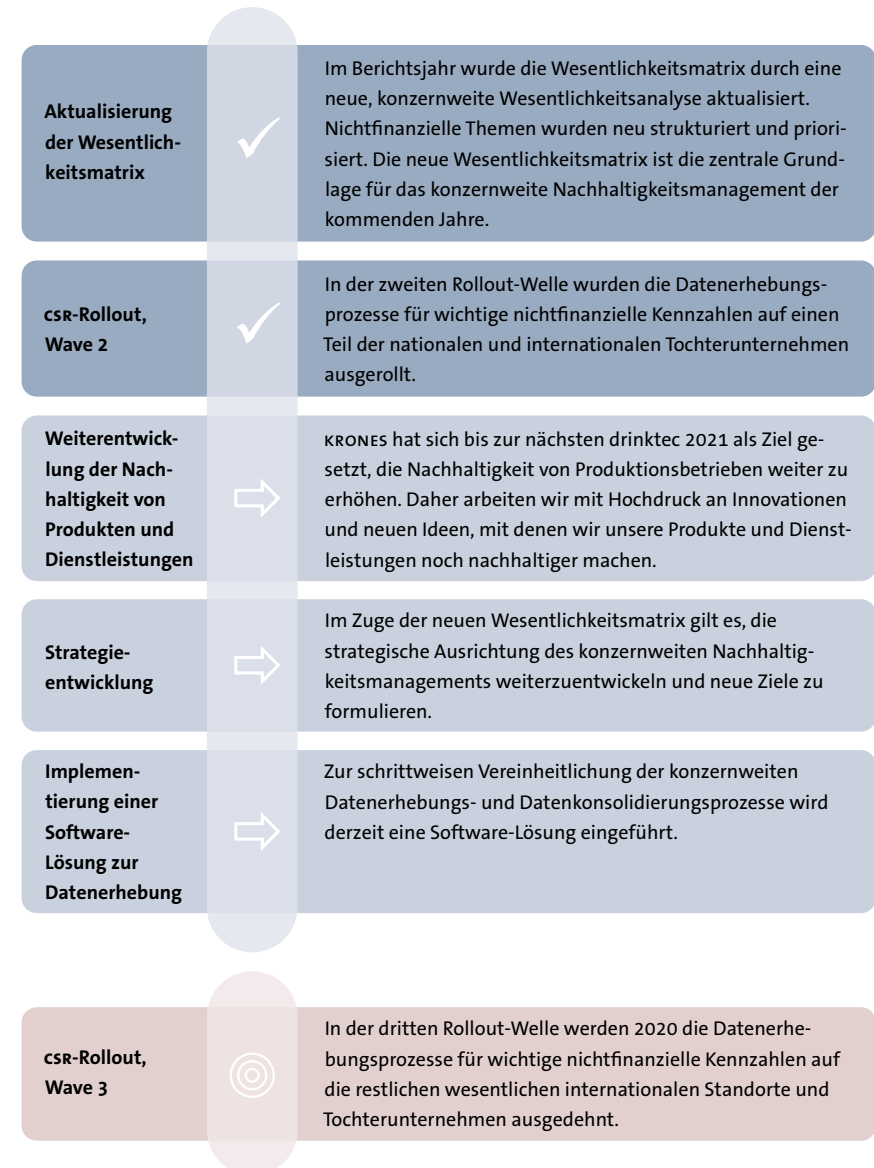 Aktualisierung
der Wesentlich-
keitsmatrix
Im Berichtsjahr wurde die Wesentlichkeitsmatrix durch eine
neue, konzernweite Wesentlichkeitsanalyse aktualisiert.
Nichtfinanzielle Themen wurden neu strukturiert und priori-
siert. Die neue Wesentlichkeitsmatrix ist die zentrale Grund-
lage für das konzernweite Nachhaltigkeitsmanagement der
kommenden Jahre.
CSR-Rollout,
Wave 2
In der zweiten Rollout-Welle wurden die Datenerhebungs-
prozesse für wichtige nichtfinanzielle Kennzahlen auf einen
Teil der nationalen und internationalen Tochterunternehmen
ausgerollt.
Weiterentwick-
lung der Nach-
haltigkeit von
Produkten und
Dienstleistungen
KRONES hat sich bis zur nächsten drinktec 2021 als Ziel ge-
setzt, die Nachhaltigkeit von Produktionsbetrieben weiter zu
erhöhen. Daher arbeiten wir mit Hochdruck an Innovationen
und neuen Ideen, mit denen wir unsere Produkte und Dienst-
leistungen noch nachhaltiger machen.
Strategie-
entwicklung
Im Zuge der neuen Wesentlichkeitsmatrix gilt es, die
strategische Ausrichtung des konzernweiten Nachhaltig-
keitsmanagements weiterzuentwickeln und neue Ziele zu
formulieren.
Implemen-
tierung einer
Software-
Lösung zur
Datenerhebung
Zur schrittweisen Vereinheitlichung der konzernweiten
Datenerhebungs- und Datenkonsolidierungsprozesse wird
derzeit eine Software-Lösung eingeführt.
CSR-Rollout,
Wave 3
In der dritten Rollout-Welle werden 2020 die Datenerhe-
bungsprozesse für wichtige nichtfinanzielle Kennzahlen auf
die restlichen wesentlichen internationalen Standorte und
Tochterunternehmen ausgedehnt.